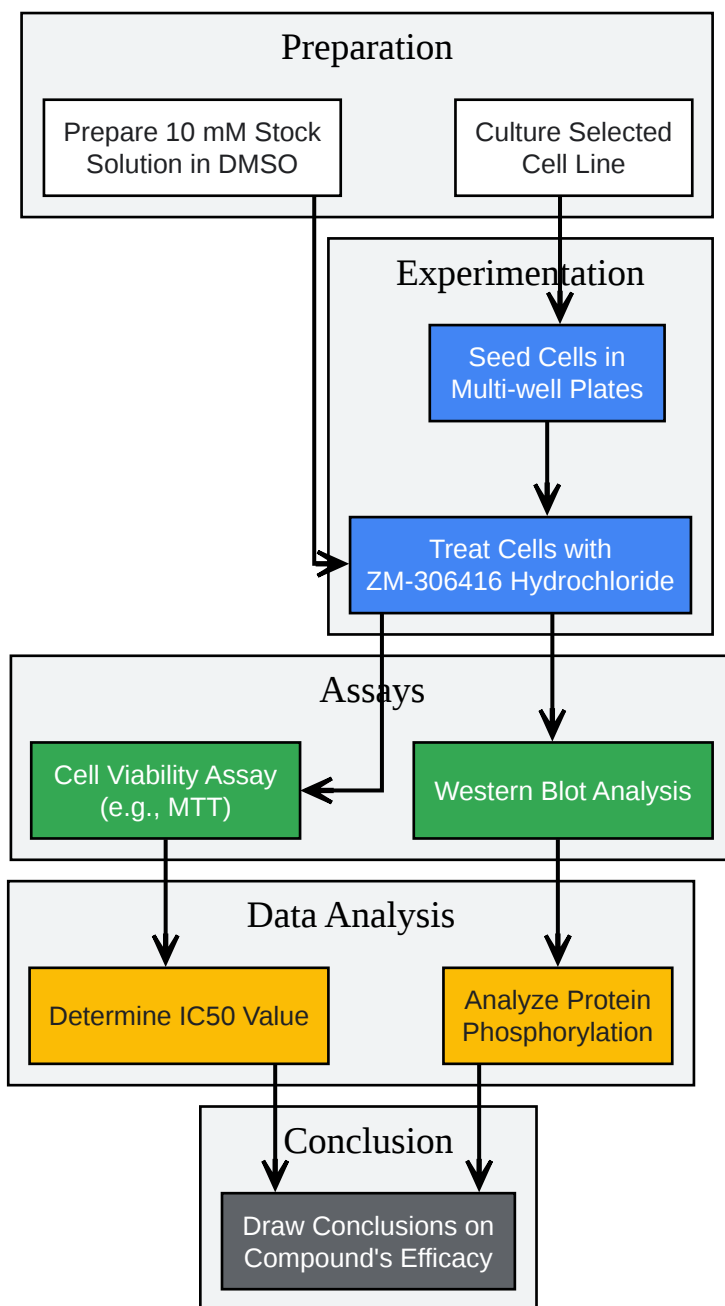 Preparation
Prepare 10 mM Stock
Solution in DMSO
Culture Selected
Cell Line
Experimentation
Seed Cells in
Multi-well Plates
Treat Cells with
ZM-306416 Hydrochloride
Assays
Cell Viability Assay
(e.g., MTT)
Western Blot Analysis
Data Analysis
Determine IC50 Value
Analyze Protein
Phosphorylation
Conclusion
Draw Conclusions on
Compound's Efficacy